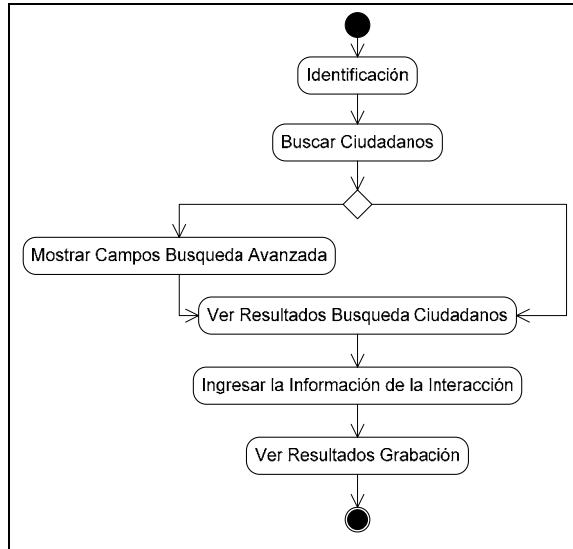 Identificación
Buscar Ciudadanos
Mostrar Campos Busqueda Avanzada
Ver Resultados Busqueda Ciudadanos
Ingresar la Información de la Interacción
Ver Resultados Grabación